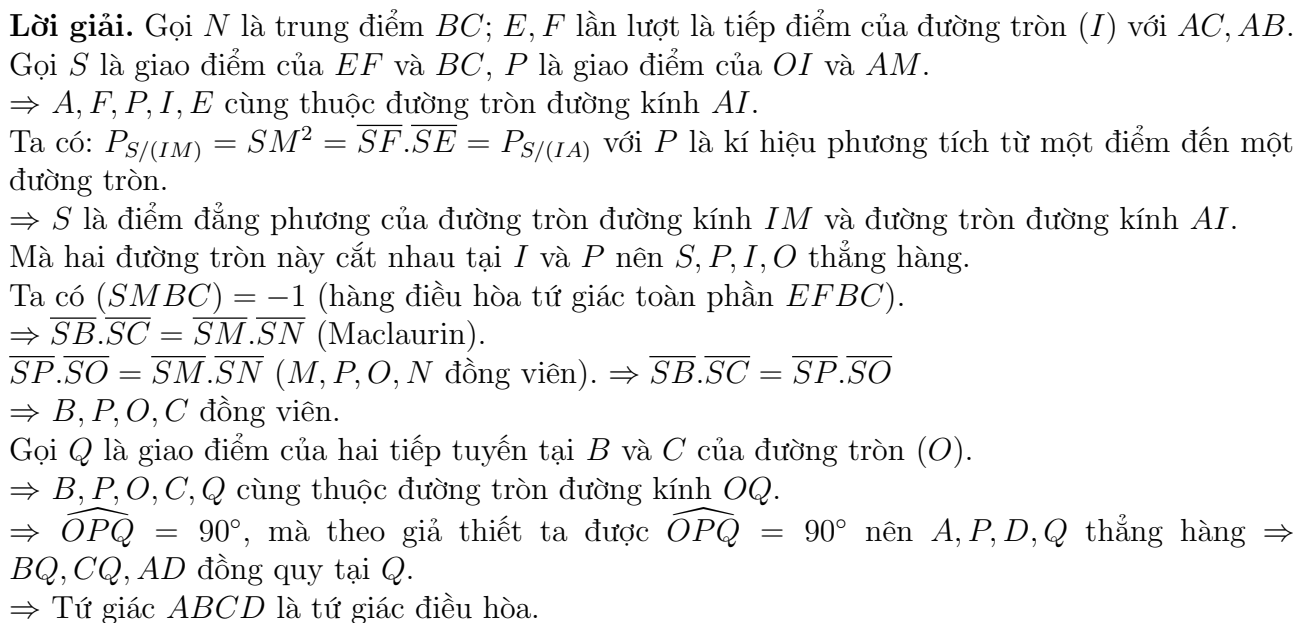 Lời giải. Gọi N là trung điểm BC; E, F lần lượt là tiếp điểm của đường tròn (I) với AC, AB.
Gọi S là giao điểm của EF và BC, P là giao điểm của OI và AM.
⇒ A, F, P, I, E cùng thuộc đường tròn đường kính AI.
Ta có: $P_{S/(IM)} = SM^2 = \overline{SF}.\overline{SE} = P_{S/(IA)}$ với P là kí hiệu phương tích từ một điểm đến một
đường tròn.
⇒ S là điểm đẳng phương của đường tròn đường kính IM và đường tròn đường kính AI.
Mà hai đường tròn này cắt nhau tại I và P nên S, P, I, O thẳng hàng.
Ta có (SMBC) = −1 (hàng điều hòa tứ giác toàn phần EFBC).
⇒ $\overline{SB}.\overline{SC} = \overline{SM}.\overline{SN}$ (Maclaurin).
$\overline{SP}.\overline{SO} = \overline{SM}.\overline{SN}$ (M, P, O, N đồng viên). ⇒ $\overline{SB}.\overline{SC} = \overline{SP}.\overline{SO}$
⇒ B, P, O, C đồng viên.
Gọi Q là giao điểm của hai tiếp tuyến tại B và C của đường tròn (O).
⇒ B, P, O, C, Q cùng thuộc đường tròn đường kính OQ.
⇒ $\widehat{OPQ} = 90^\circ$, mà theo giả thiết ta được $\widehat{OPQ} = 90^\circ$ nên A, P, D, Q thẳng hàng ⇒
BQ, CQ, AD đồng quy tại Q.
⇒ Tứ giác ABCD là tứ giác điều hòa.